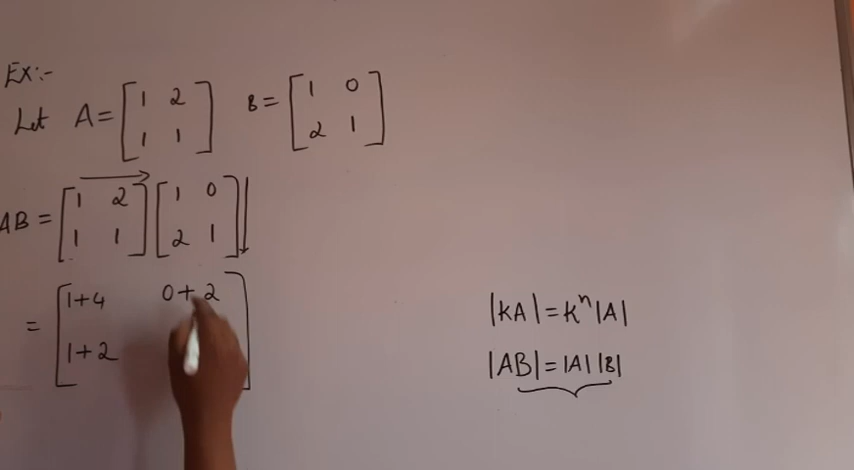 Ex:-
Let A = [1 2
1 1] B = [1 0
2 1]
AB = [1 2
1 1] [1 0
2 1]
= [1+4 0+2
1+2 ]
|kA| = kⁿ|A|
|AB| = |A| |B|